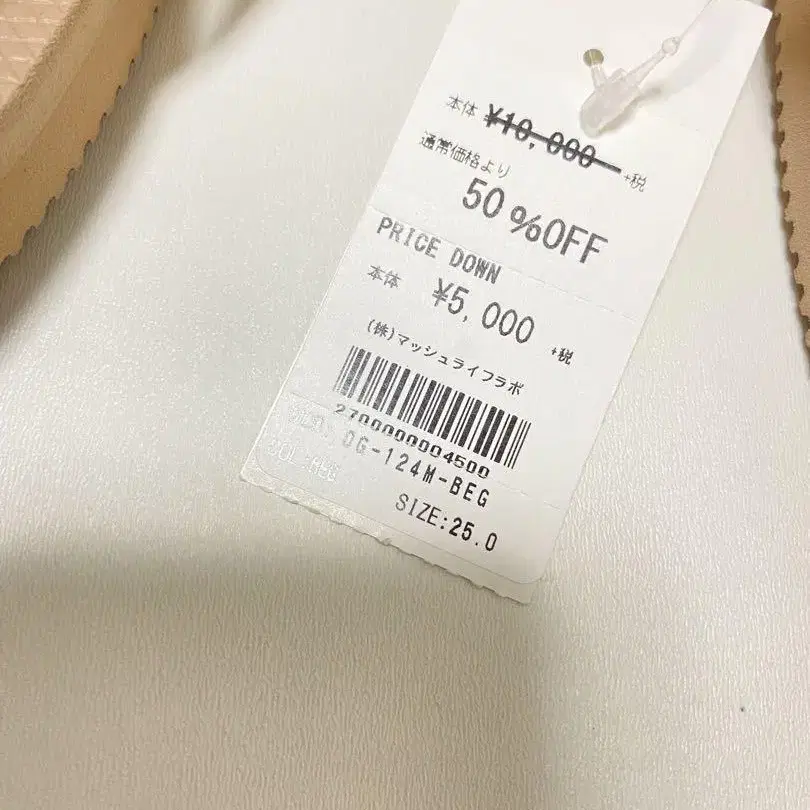 本体 ¥10,000 +税
通常価格より
50%OFF
PRICE DOWN
本体 ¥5,000 +税
(株)マッシュライフラボ
2700000004500
OG-124M-BEG
SIZE:25.0